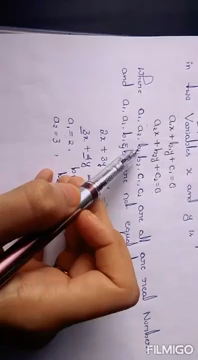 in two Variables x and y is
a₁x + b₁y + c₁ = 0
a₂x + b₂y + c₂ = 0
Where a₁, a₂, b₁, b₂, c₁, c₂ are all are real Number
and a₁, a₂, b₁, b₂ are not equal
2x + 3y
3x + 4y
a₁ = 2,
a₂ = 3,
FILMIGO